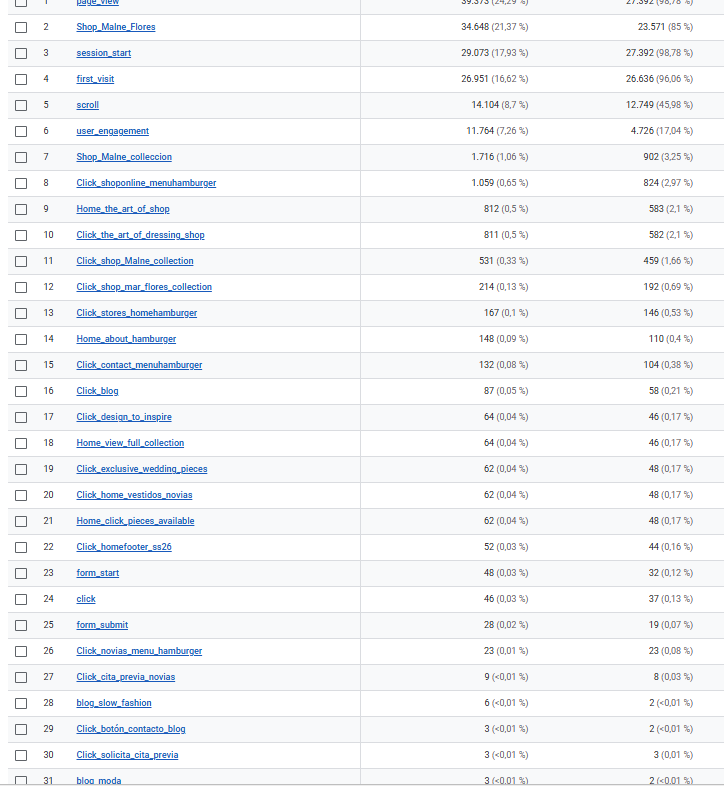 1 page_view 39.373 (24,29 %) 27.392 (98,78 %)
2 Shop_Malne_Flores 34.648 (21,37 %) 23.571 (85 %)
3 session_start 29.073 (17,93 %) 27.392 (98,78 %)
4 first_visit 26.951 (16,62 %) 26.636 (96,06 %)
5 scroll 14.104 (8,7 %) 12.749 (45,98 %)
6 user_engagement 11.764 (7,26 %) 4.726 (17,04 %)
7 Shop_Malne_colleccion 1.716 (1,06 %) 902 (3,25 %)
8 Click_shoponline_menuhamburger 1.059 (0,65 %) 824 (2,97 %)
9 Home_the_art_of_shop 812 (0,5 %) 583 (2,1 %)
10 Click_the_art_of_dressing_shop 811 (0,5 %) 582 (2,1 %)
11 Click_shop_Malne_collection 531 (0,33 %) 459 (1,66 %)
12 Click_shop_mar_flores_collection 214 (0,13 %) 192 (0,69 %)
13 Click_stores_homehamburger 167 (0,1 %) 146 (0,53 %)
14 Home_about_hamburger 148 (0,09 %) 110 (0,4 %)
15 Click_contact_menuhamburger 132 (0,08 %) 104 (0,38 %)
16 Click_blog 87 (0,05 %) 58 (0,21 %)
17 Click_design_to_inspire 64 (0,04 %) 46 (0,17 %)
18 Home_view_full_collection 64 (0,04 %) 46 (0,17 %)
19 Click_exclusive_wedding_pieces 62 (0,04 %) 48 (0,17 %)
20 Click_home_vestidos_novias 62 (0,04 %) 48 (0,17 %)
21 Home_click_pieces_available 62 (0,04 %) 48 (0,17 %)
22 Click_homefooter_ss26 52 (0,03 %) 44 (0,16 %)
23 form_start 48 (0,03 %) 32 (0,12 %)
24 click 46 (0,03 %) 37 (0,13 %)
25 form_submit 28 (0,02 %) 19 (0,07 %)
26 Click_novias_menu_hamburger 23 (0,01 %) 23 (0,08 %)
27 Click_cita_previa_novias 9 (<0,01 %) 8 (0,03 %)
28 blog_slow_fashion 6 (<0,01 %) 2 (<0,01 %)
29 Click_botón_contacto_blog 3 (<0,01 %) 2 (<0,01 %)
30 Click_solicita_cita_previa 3 (<0,01 %) 3 (0,01 %)
31 blog_moda 3 (<0,01 %) 2 (<0,01 %)